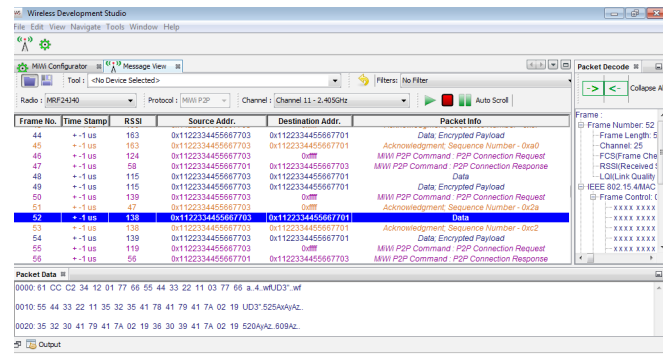 Wireless Development Studio
File Edit View Navigate Tools Window Help
MiWi Configurator Message View
Tool : <No Device Selected> Filters: No Filter
Radio : MRF24J40 Protocol : MiWi P2P Channel : Channel 11 - 2.405GHz Auto Scroll
Frame No. Time Stamp RSSI Source Addr. Destination Addr. Packet Info
44 + -1 us 163 0x1122334455667703 0x1122334455667701 Data; Encrypted Payload
45 + -1 us 163 0x1122334455667703 0x1122334455667701 Acknowledgment; Sequence Number - 0xa0
46 + -1 us 124 0x1122334455667703 0xffff MiWi P2P Command : P2P Connection Request
47 + -1 us 58 0x1122334455667701 0x1122334455667703 MiWi P2P Command : P2P Connection Response
48 + -1 us 115 0x1122334455667703 0x1122334455667701 Data
49 + -1 us 115 0x1122334455667703 0x1122334455667701 Data; Encrypted Payload
50 + -1 us 139 0x1122334455667703 0xffff MiWi P2P Command : P2P Connection Request
51 + -1 us 47 0x1122334455667703 0xffff Acknowledgment; Sequence Number - 0x2a
52 + -1 us 138 0x1122334455667703 0x1122334455667701 Data
53 + -1 us 138 0x1122334455667703 0x1122334455667701 Acknowledgment; Sequence Number - 0xc2
54 + -1 us 139 0x1122334455667703 0x1122334455667701 Data; Encrypted Payload
55 + -1 us 119 0x1122334455667703 0xffff MiWi P2P Command : P2P Connection Request
56 + -1 us 56 0x1122334455667701 0x1122334455667703 MiWi P2P Command : P2P Connection Response
Packet Decode
-> <- Collapse Al
Frame :
Frame Number: 52
Frame Length: 5
Channel: 25
FCS(Frame Che
RSSI(Received S
LQI(Link Quality
IEEE 802.15.4/MAC
Frame Control: 0
xxxx xxxx
xxxx xxxx
xxxx xxxx
xxxx xxxx
Packet Data
0000: 61 CC C2 34 12 01 77 66 55 44 33 22 11 03 77 66 a..4..wfUD3"..wf
0010: 55 44 33 22 11 35 32 35 41 78 41 79 41 7A 02 19 UD3".525AxAyAz..
0020: 35 32 30 41 79 41 7A 02 19 36 30 39 41 7A 02 19 520AyAz..609Az..
Output